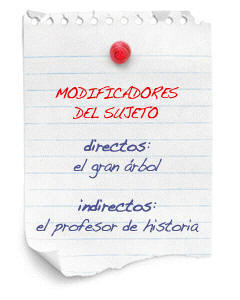 MODIFICADORES
DEL SUJETO
directos:
el gran árbol
indirectos:
el profesor de historia